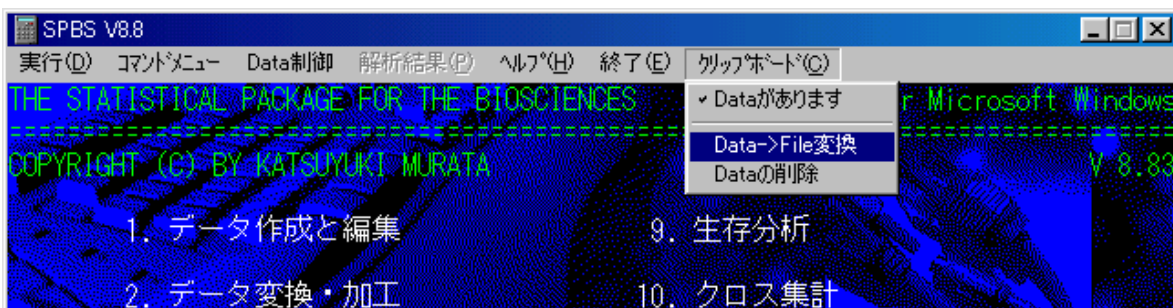 SPBS V8.8
実行(D) コマンドメニュー Data制御 解析結果(P) ヘルプ(H) 終了(E) クリップボード(C)
THE STATISTICAL PACKAGE FOR THE BIOSCIENCES r Microsoft Windows
✓ Dataがあります
Data->File変換
Dataの削除
COPYRIGHT (C) BY KATSUYUKI MURATA V 8.83
1. データ作成と編集 9. 生存分析
2. データ変換・加工 10. クロス集計